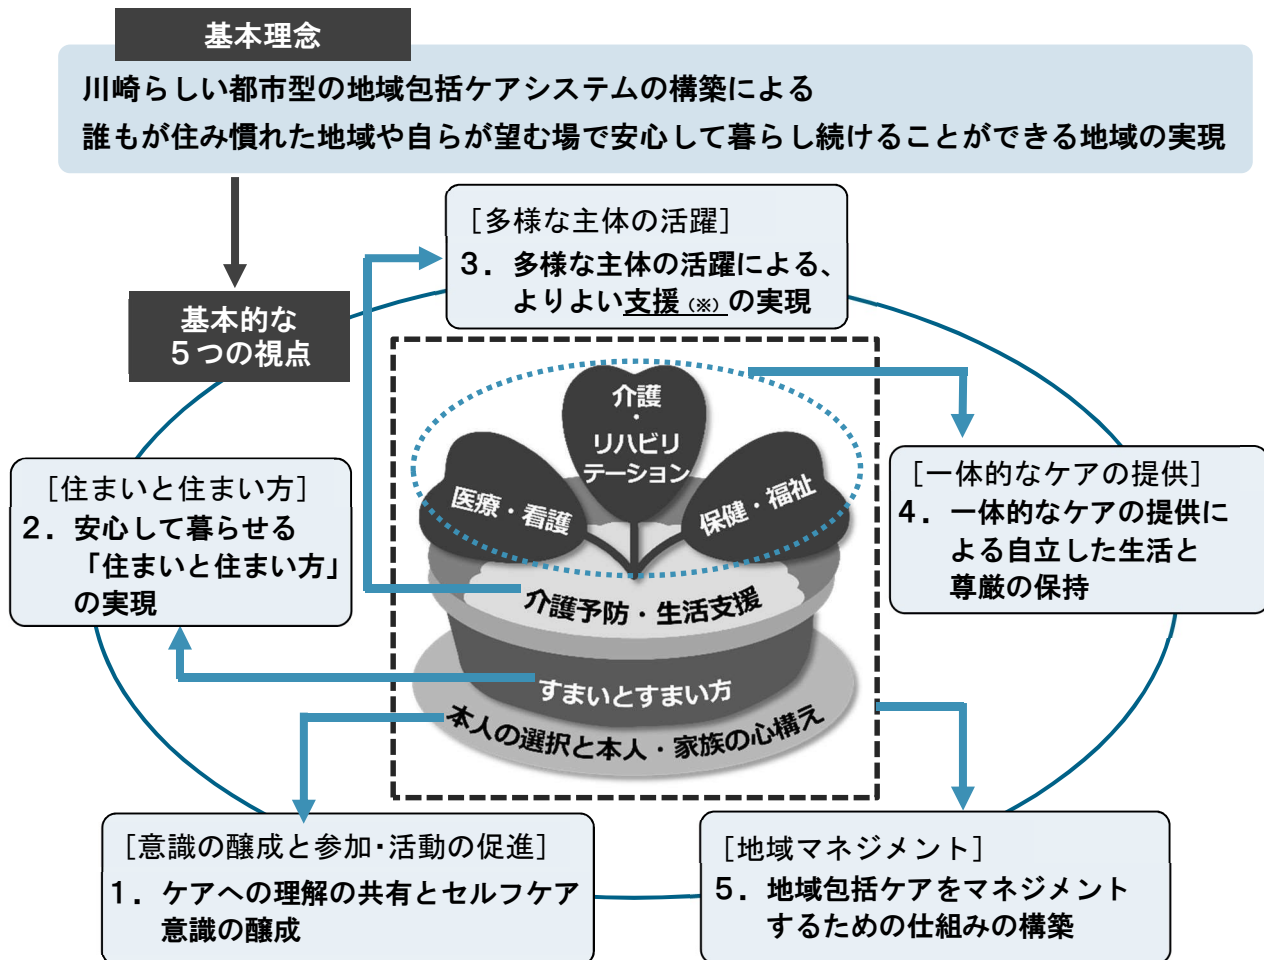 基本理念
川崎らしい都市型の地域包括ケアシステムの構築による
誰もが住み慣れた地域や自らが望む場で安心して暮らし続けることができる地域の実現
基本的な
５つの視点
［多様な主体の活躍］
３．多様な主体の活躍による、
よりよい支援（※）の実現
［住まいと住まい方］
２．安心して暮らせる
「住まいと住まい方」
の実現
介護
・
リハビリ
テーション
医療・看護
保健・福祉
介護予防・生活支援
すまいとすまい方
本人の選択と本人・家族の心構え
［一体的なケアの提供］
４．一体的なケアの提供に
よる自立した生活と
尊厳の保持
［意識の醸成と参加・活動の促進］
１．ケアへの理解の共有とセルフケア
意識の醸成
［地域マネジメント］
５．地域包括ケアをマネジメント
するための仕組みの構築